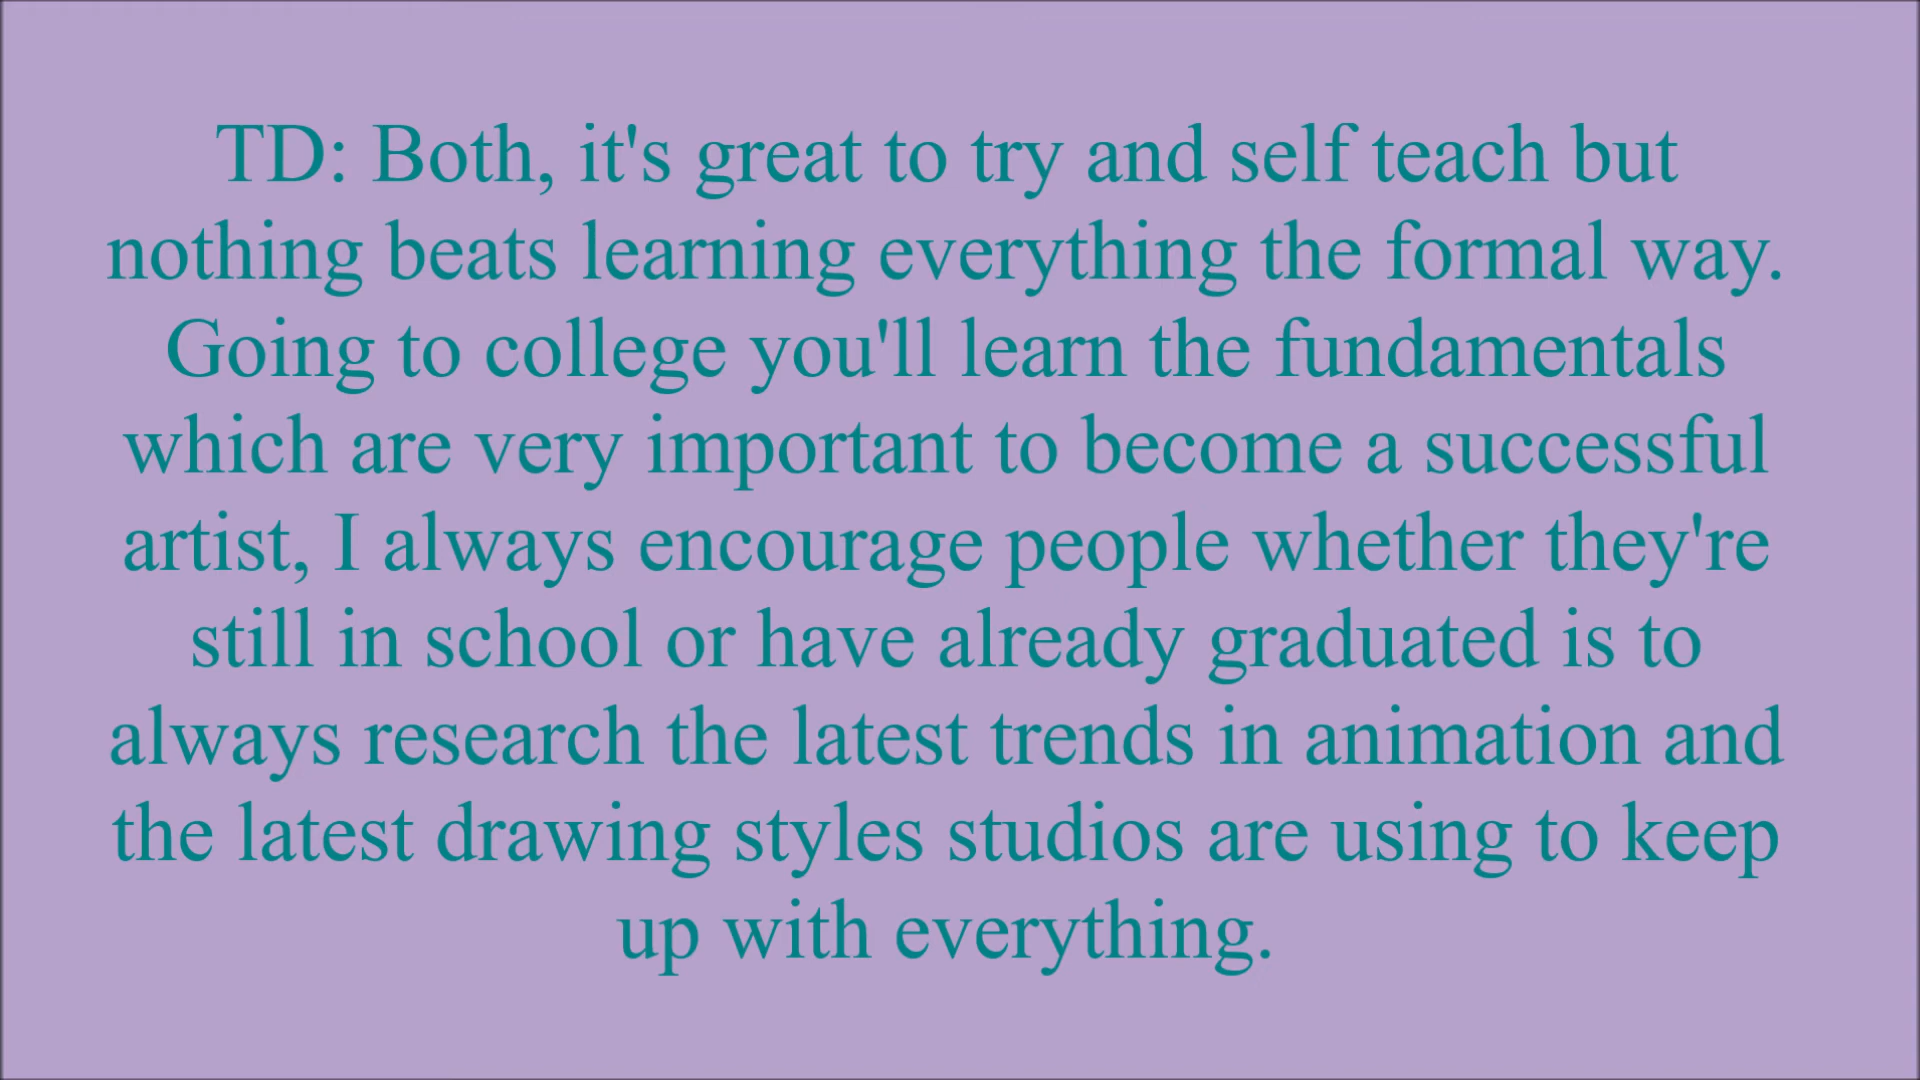 TD: Both, it's great to try and self teach but
nothing beats learning everything the formal way.
Going to college you'll learn the fundamentals
which are very important to become a successful
artist, I always encourage people whether they're
still in school or have already graduated is to
always research the latest trends in animation and
the latest drawing styles studios are using to keep
up with everything.